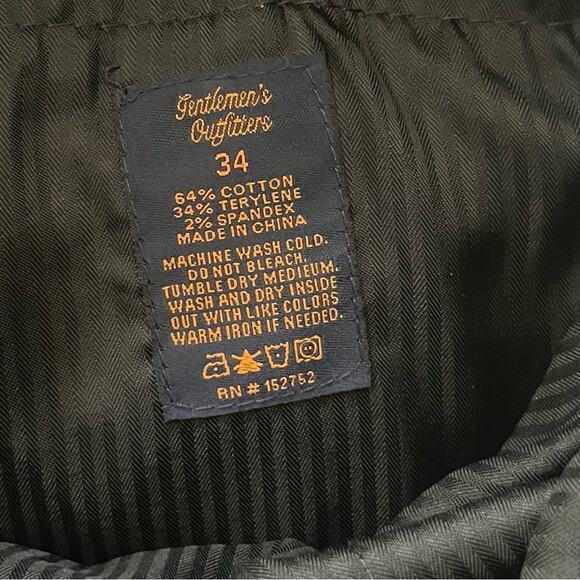 Gentlemen's
Outfitters
34
64% COTTON
34% TERYLENE
2% SPANDEX
MADE IN CHINA
MACHINE WASH COLD.
DO NOT BLEACH.
TUMBLE DRY MEDIEUM.
WASH AND DRY INSIDE
OUT WITH LIKE COLORS
WARM IRON IF NEEDED.
RN # 152752